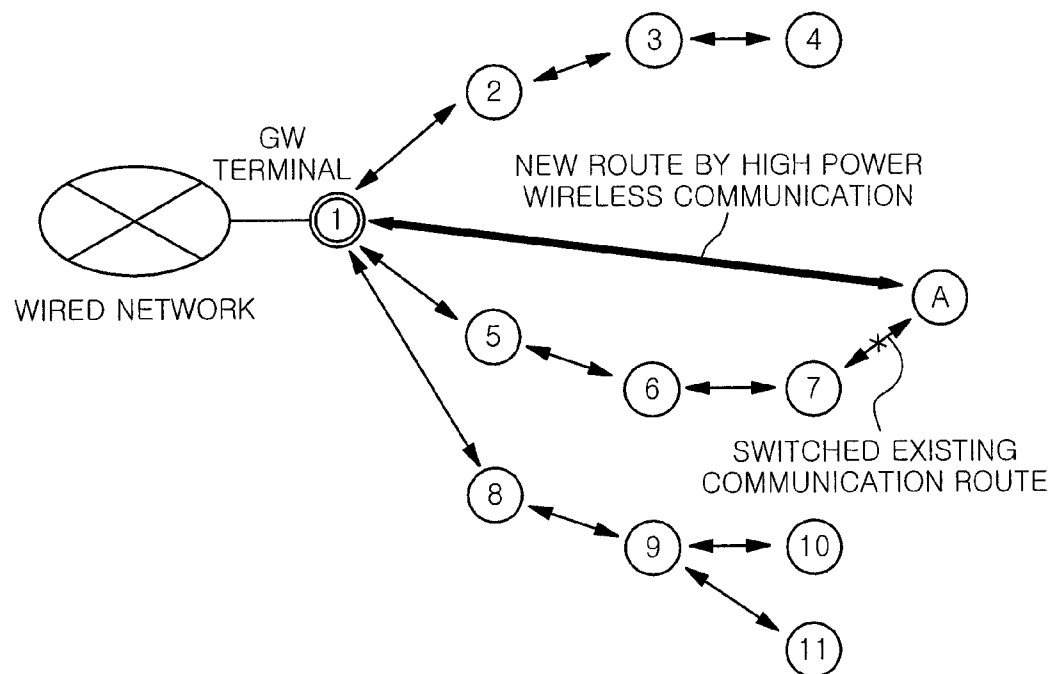 3
4
2
GW
TERMINAL
NEW ROUTE BY HIGH POWER
WIRELESS COMMUNICATION
1
WIRED NETWORK
A
5
6
7
SWITCHED EXISTING
COMMUNICATION ROUTE
8
9
10
11